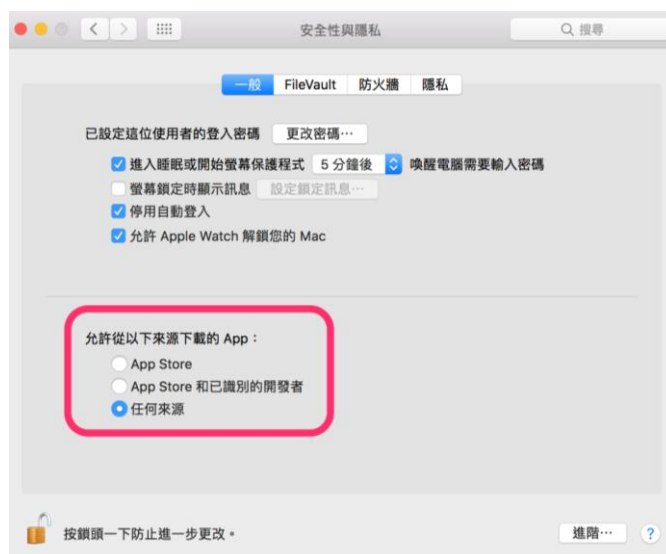 安全性與隱私
搜尋
一般 FileVault 防火牆 隱私
已設定這位使用者的登入密碼 更改密碼⋯
進入睡眠或開始螢幕保護程式 5 分鐘後 喚醒電腦需要輸入密碼
螢幕鎖定時顯示訊息 設定鎖定訊息⋯
停用自動登入
允許 Apple Watch 解鎖您的 Mac
允許從以下來源下載的 App：
App Store
App Store 和已識別的開發者
任何來源
按鎖頭一下防止進一步更改。
進階⋯ ?